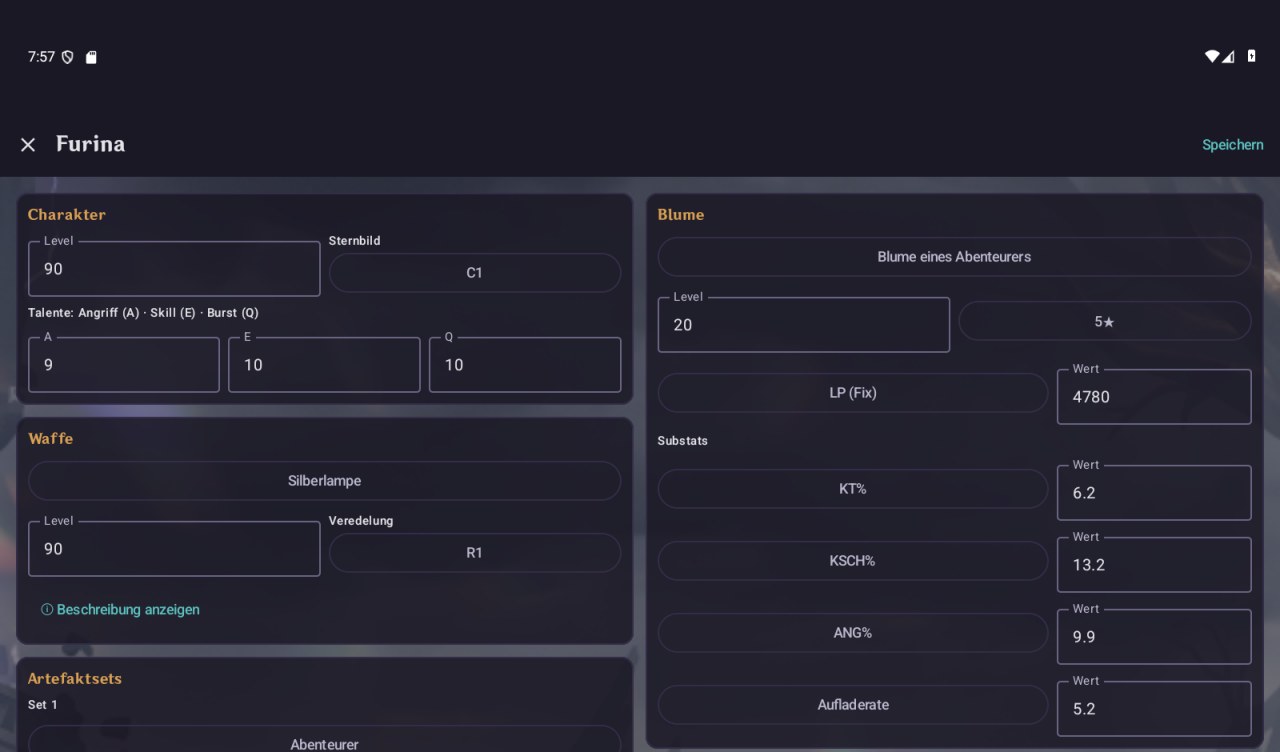 7:57
Furina
Speichern
Charakter
Level
90
Sternbild
C1
Talente: Angriff (A) · Skill (E) · Burst (Q)
A
9
E
10
Q
10
Waffe
Silberlampe
Level
90
Veredelung
R1
ⓘ Beschreibung anzeigen
Artefaktsets
Set 1
Abenteurer
Blume
Blume eines Abenteurers
Level
20
5★
LP (Fix)
Wert
4780
Substats
KT%
Wert
6.2
KSCH%
Wert
13.2
ANG%
Wert
9.9
Aufladerate
Wert
5.2